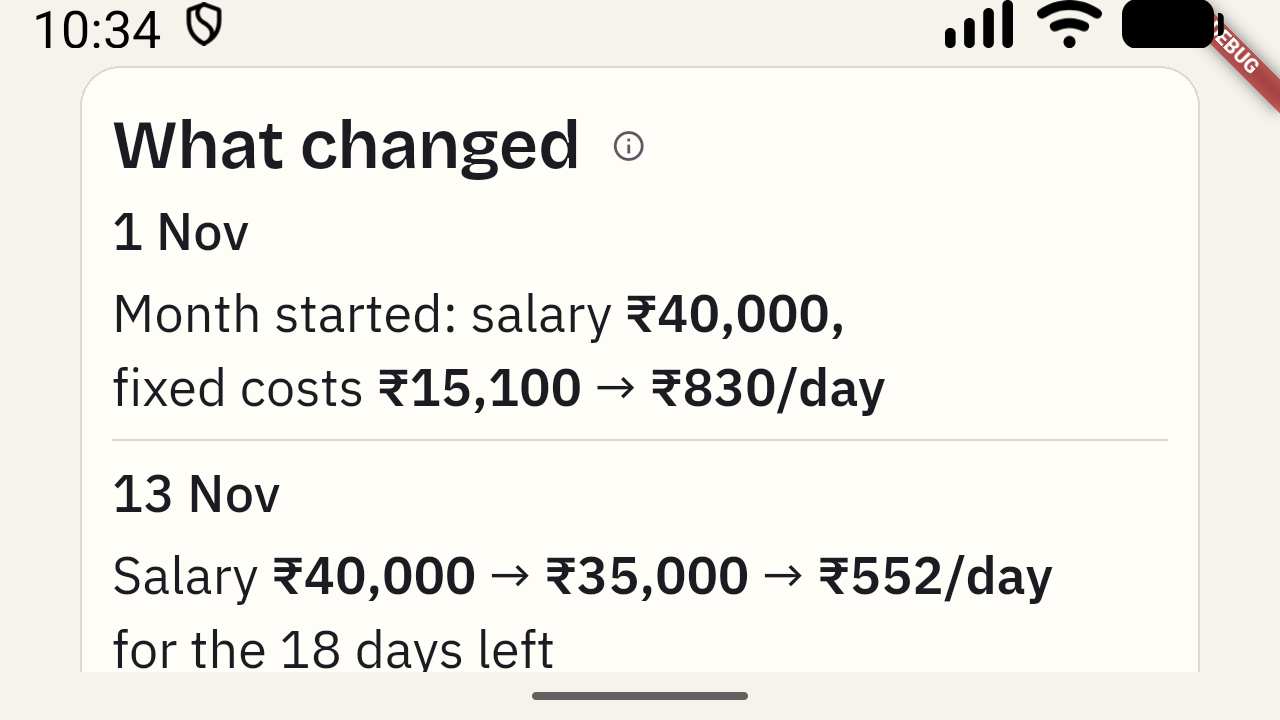 10:34
DEBUG
What changed
1 Nov
Month started: salary ₹40,000,
fixed costs ₹15,100 → ₹830/day
13 Nov
Salary ₹40,000 → ₹35,000 → ₹552/day
for the 18 days left